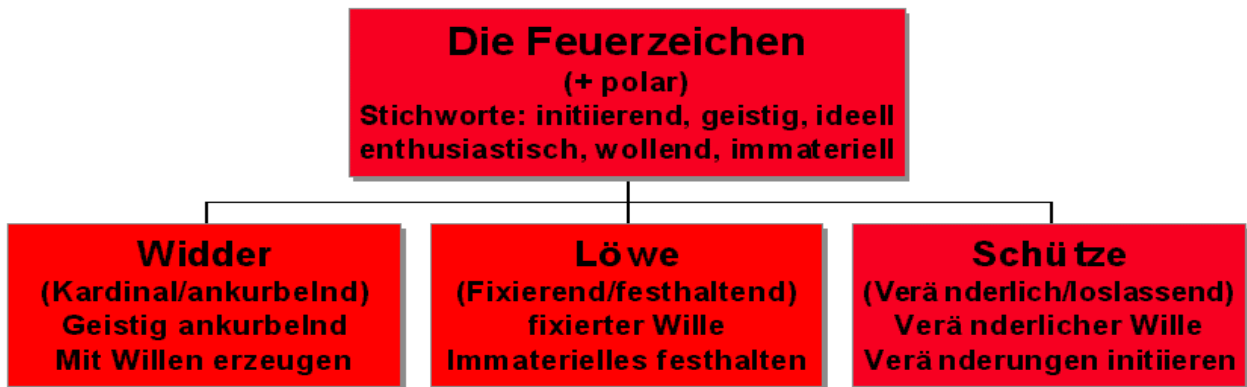 Die Feuerzeichen
(+ polar)
Stichworte: initiierend, geistig, ideell
enthusiastisch, wollend, immateriell
Widder
(Kardinal/ankurbelnd)
Geistig ankurbelnd
Mit Willen erzeugen
Löwe
(Fixierend/festhaltend)
fixierter Wille
Immaterielles festhalten
Schütze
(Veränderlich/loslassend)
Veränderlicher Wille
Veränderungen initiieren